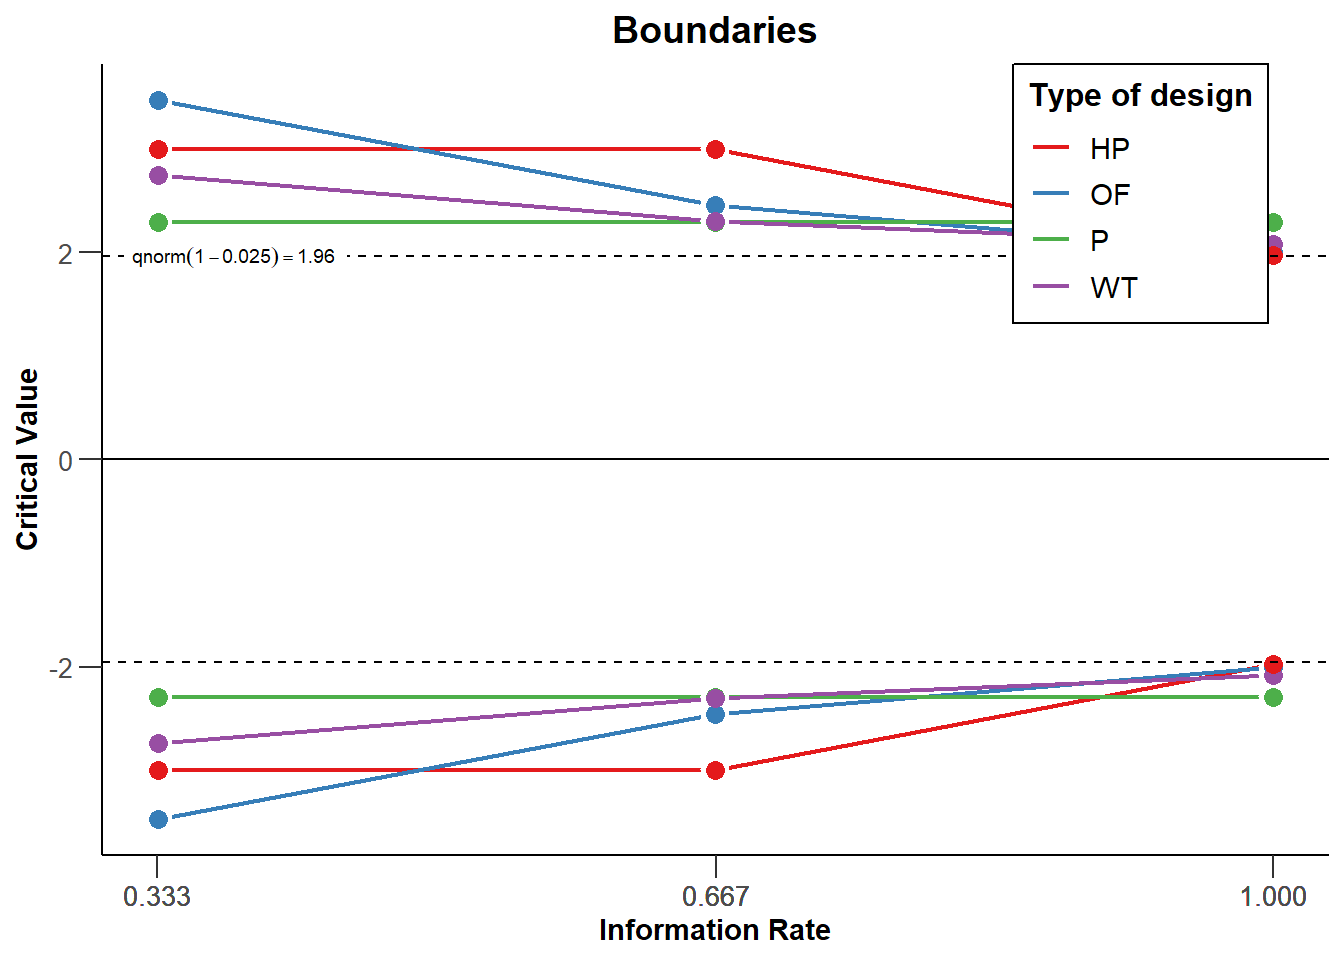 Boundaries
Type of design
HP
OF
P
WT
2
qnorm(1 − 0.025) = 1.96
0
-2
Critical Value
0.333
0.667
1.000
Information Rate